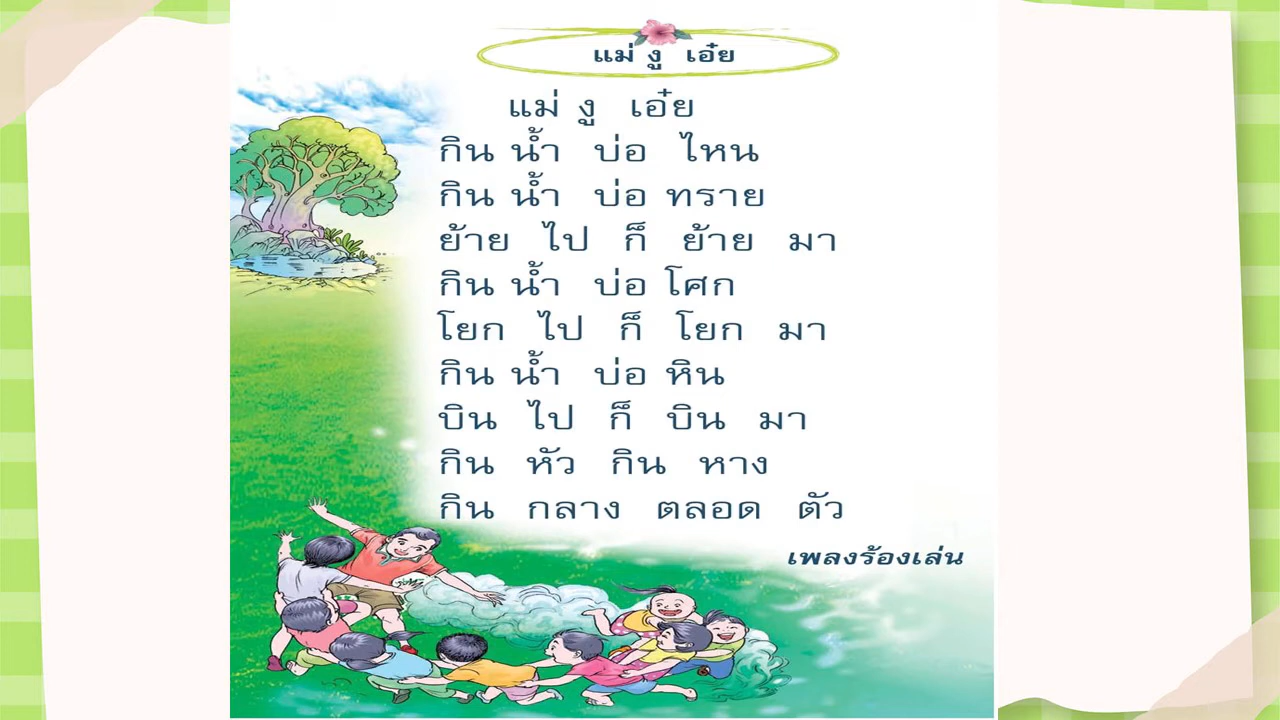 แม่ งู เอ๋ย
แม่ งู เอ๋ย
กิน น้ำ บ่อ ไหน
กิน น้ำ บ่อ ทราย
ย้าย ไป ก็ ย้าย มา
กิน น้ำ บ่อ โศก
โยก ไป ก็ โยก มา
กิน น้ำ บ่อ หิน
บิน ไป ก็ บิน มา
กิน หัว กิน หาง
กิน กลาง ตลอด ตัว
เพลงร้องเล่น